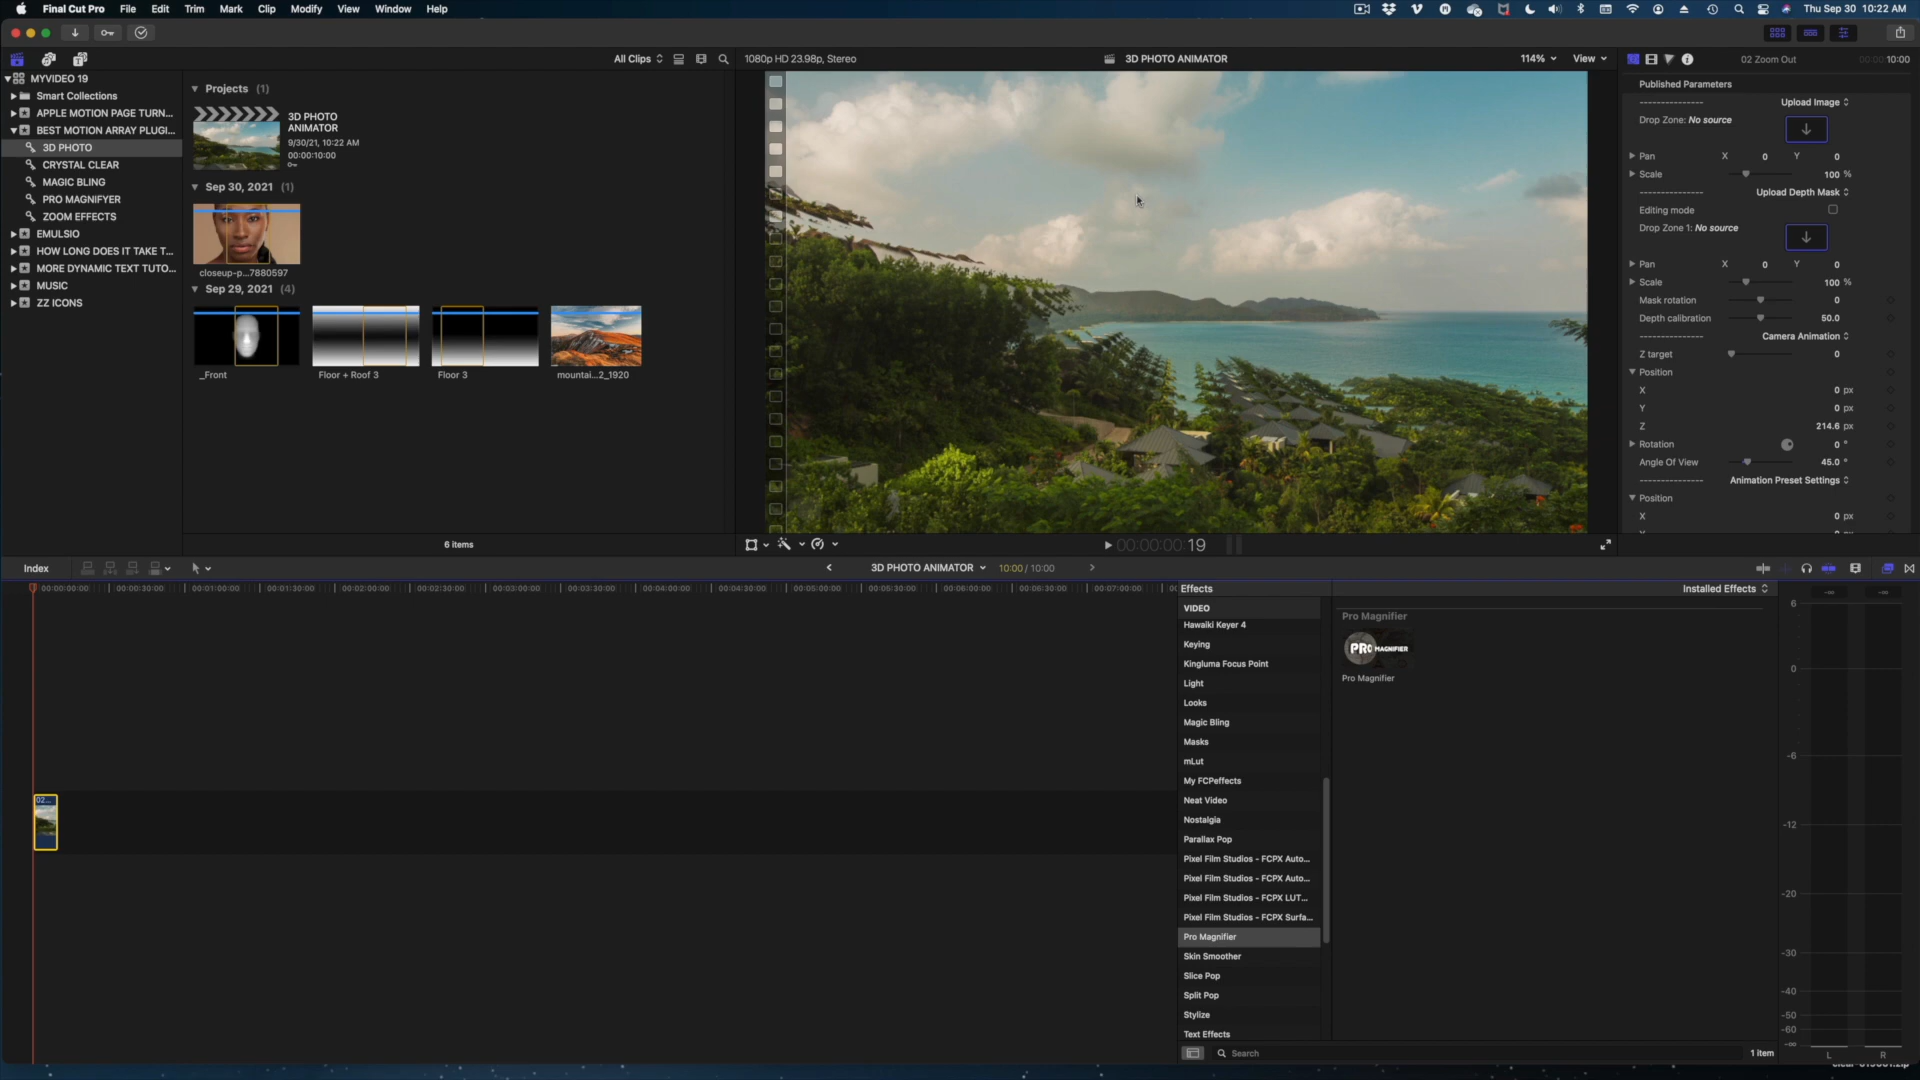 Final Cut Pro File Edit Trim Mark Clip Modify View Window Help Thu Sep 30 10:22 AM
All Clips 1080p HD 23.98p, Stereo 3D PHOTO ANIMATOR 114% View 02 Zoom Out 00:00:10:00
MYVIDEO 19
Smart Collections
APPLE MOTION PAGE TURN...
BEST MOTION ARRAY PLUGI...
3D PHOTO
CRYSTAL CLEAR
MAGIC BLING
PRO MAGNIFYER
ZOOM EFFECTS
EMULSIO
HOW LONG DOES IT TAKE T...
MORE DYNAMIC TEXT TUTO...
MUSIC
ZZ ICONS
Projects (1)
3D PHOTO
ANIMATOR
9/30/21, 10:22 AM
00:00:10:00
Sep 30, 2021 (1)
closeup-p...7880597
Sep 29, 2021 (4)
_Front Floor + Roof 3 Floor 3 mountai...2_1920
6 items
00:00:00:19
Published Parameters
--------------- Upload Image
Drop Zone: No source
Pan X 0 Y 0
Scale 100 %
--------------- Upload Depth Mask
Editing mode
Drop Zone 1: No source
Pan X 0 Y 0
Scale 100 %
Mask rotation 0
Depth calibration 50.0
--------------- Camera Animation
Z target 0
Position
X 0 px
Y 0 px
Z 214.6 px
Rotation 0 °
Angle Of View 45.0 °
--------------- Animation Preset Settings
Position
X 0 px
Index 3D PHOTO ANIMATOR 10:00 / 10:00
00:00:00:00 00:00:30:00 00:01:00:00 00:01:30:00 00:02:00:00 00:02:30:00 00:03:00:00 00:03:30:00 00:04:00:00 00:04:30:00 00:05:00:00 00:05:30:00 00:06:00:00 00:06:30:00 00:07:00:00
02...
Effects Installed Effects
VIDEO
Hawaiki Keyer 4
Keying
Kingluma Focus Point
Light
Looks
Magic Bling
Masks
mLut
My FCPeffects
Neat Video
Nostalgia
Parallax Pop
Pixel Film Studios - FCPX Auto...
Pixel Film Studios - FCPX Auto...
Pixel Film Studios - FCPX LUT...
Pixel Film Studios - FCPX Surfa...
Pro Magnifier
Skin Smoother
Slice Pop
Split Pop
Stylize
Text Effects
Pro Magnifier
PRO MAGNIFIER
Pro Magnifier
Search 1 item
-∞ -∞
6
0
-6
-12
-20
-30
-40
-50
-60
-∞
L R